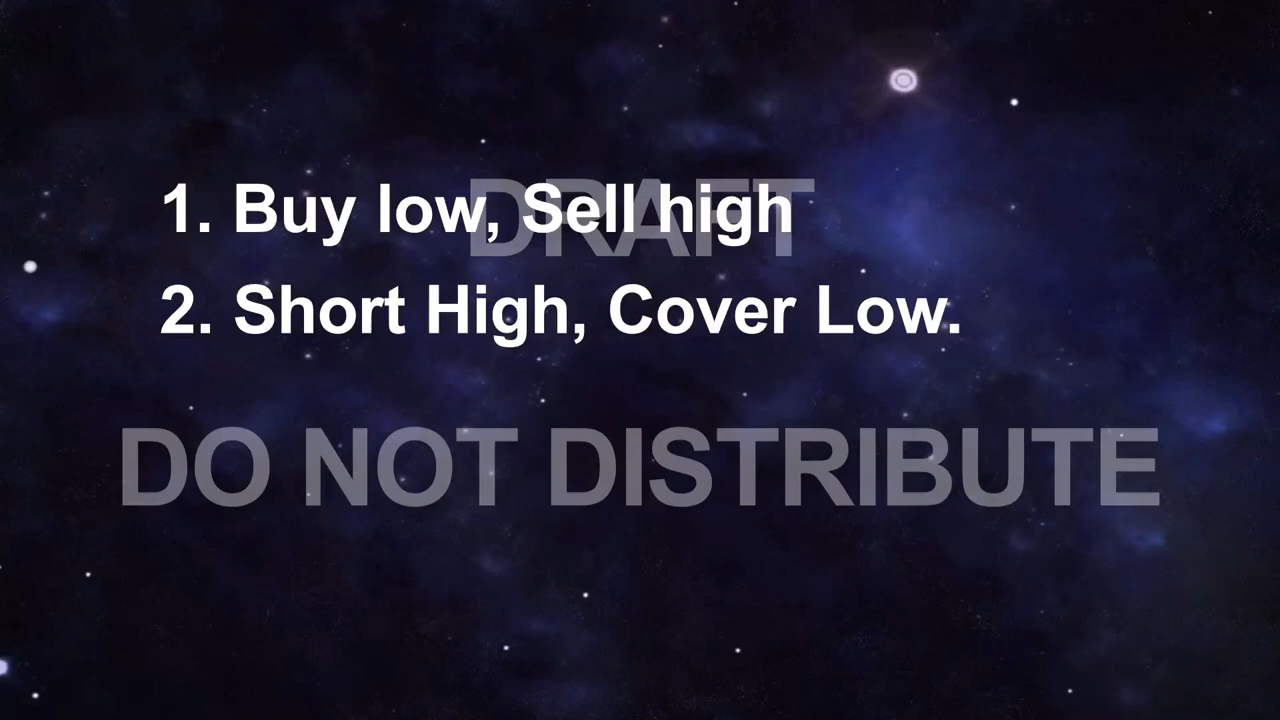 DRAFT
1. Buy low, Sell high
2. Short High, Cover Low.
DO NOT DISTRIBUTE